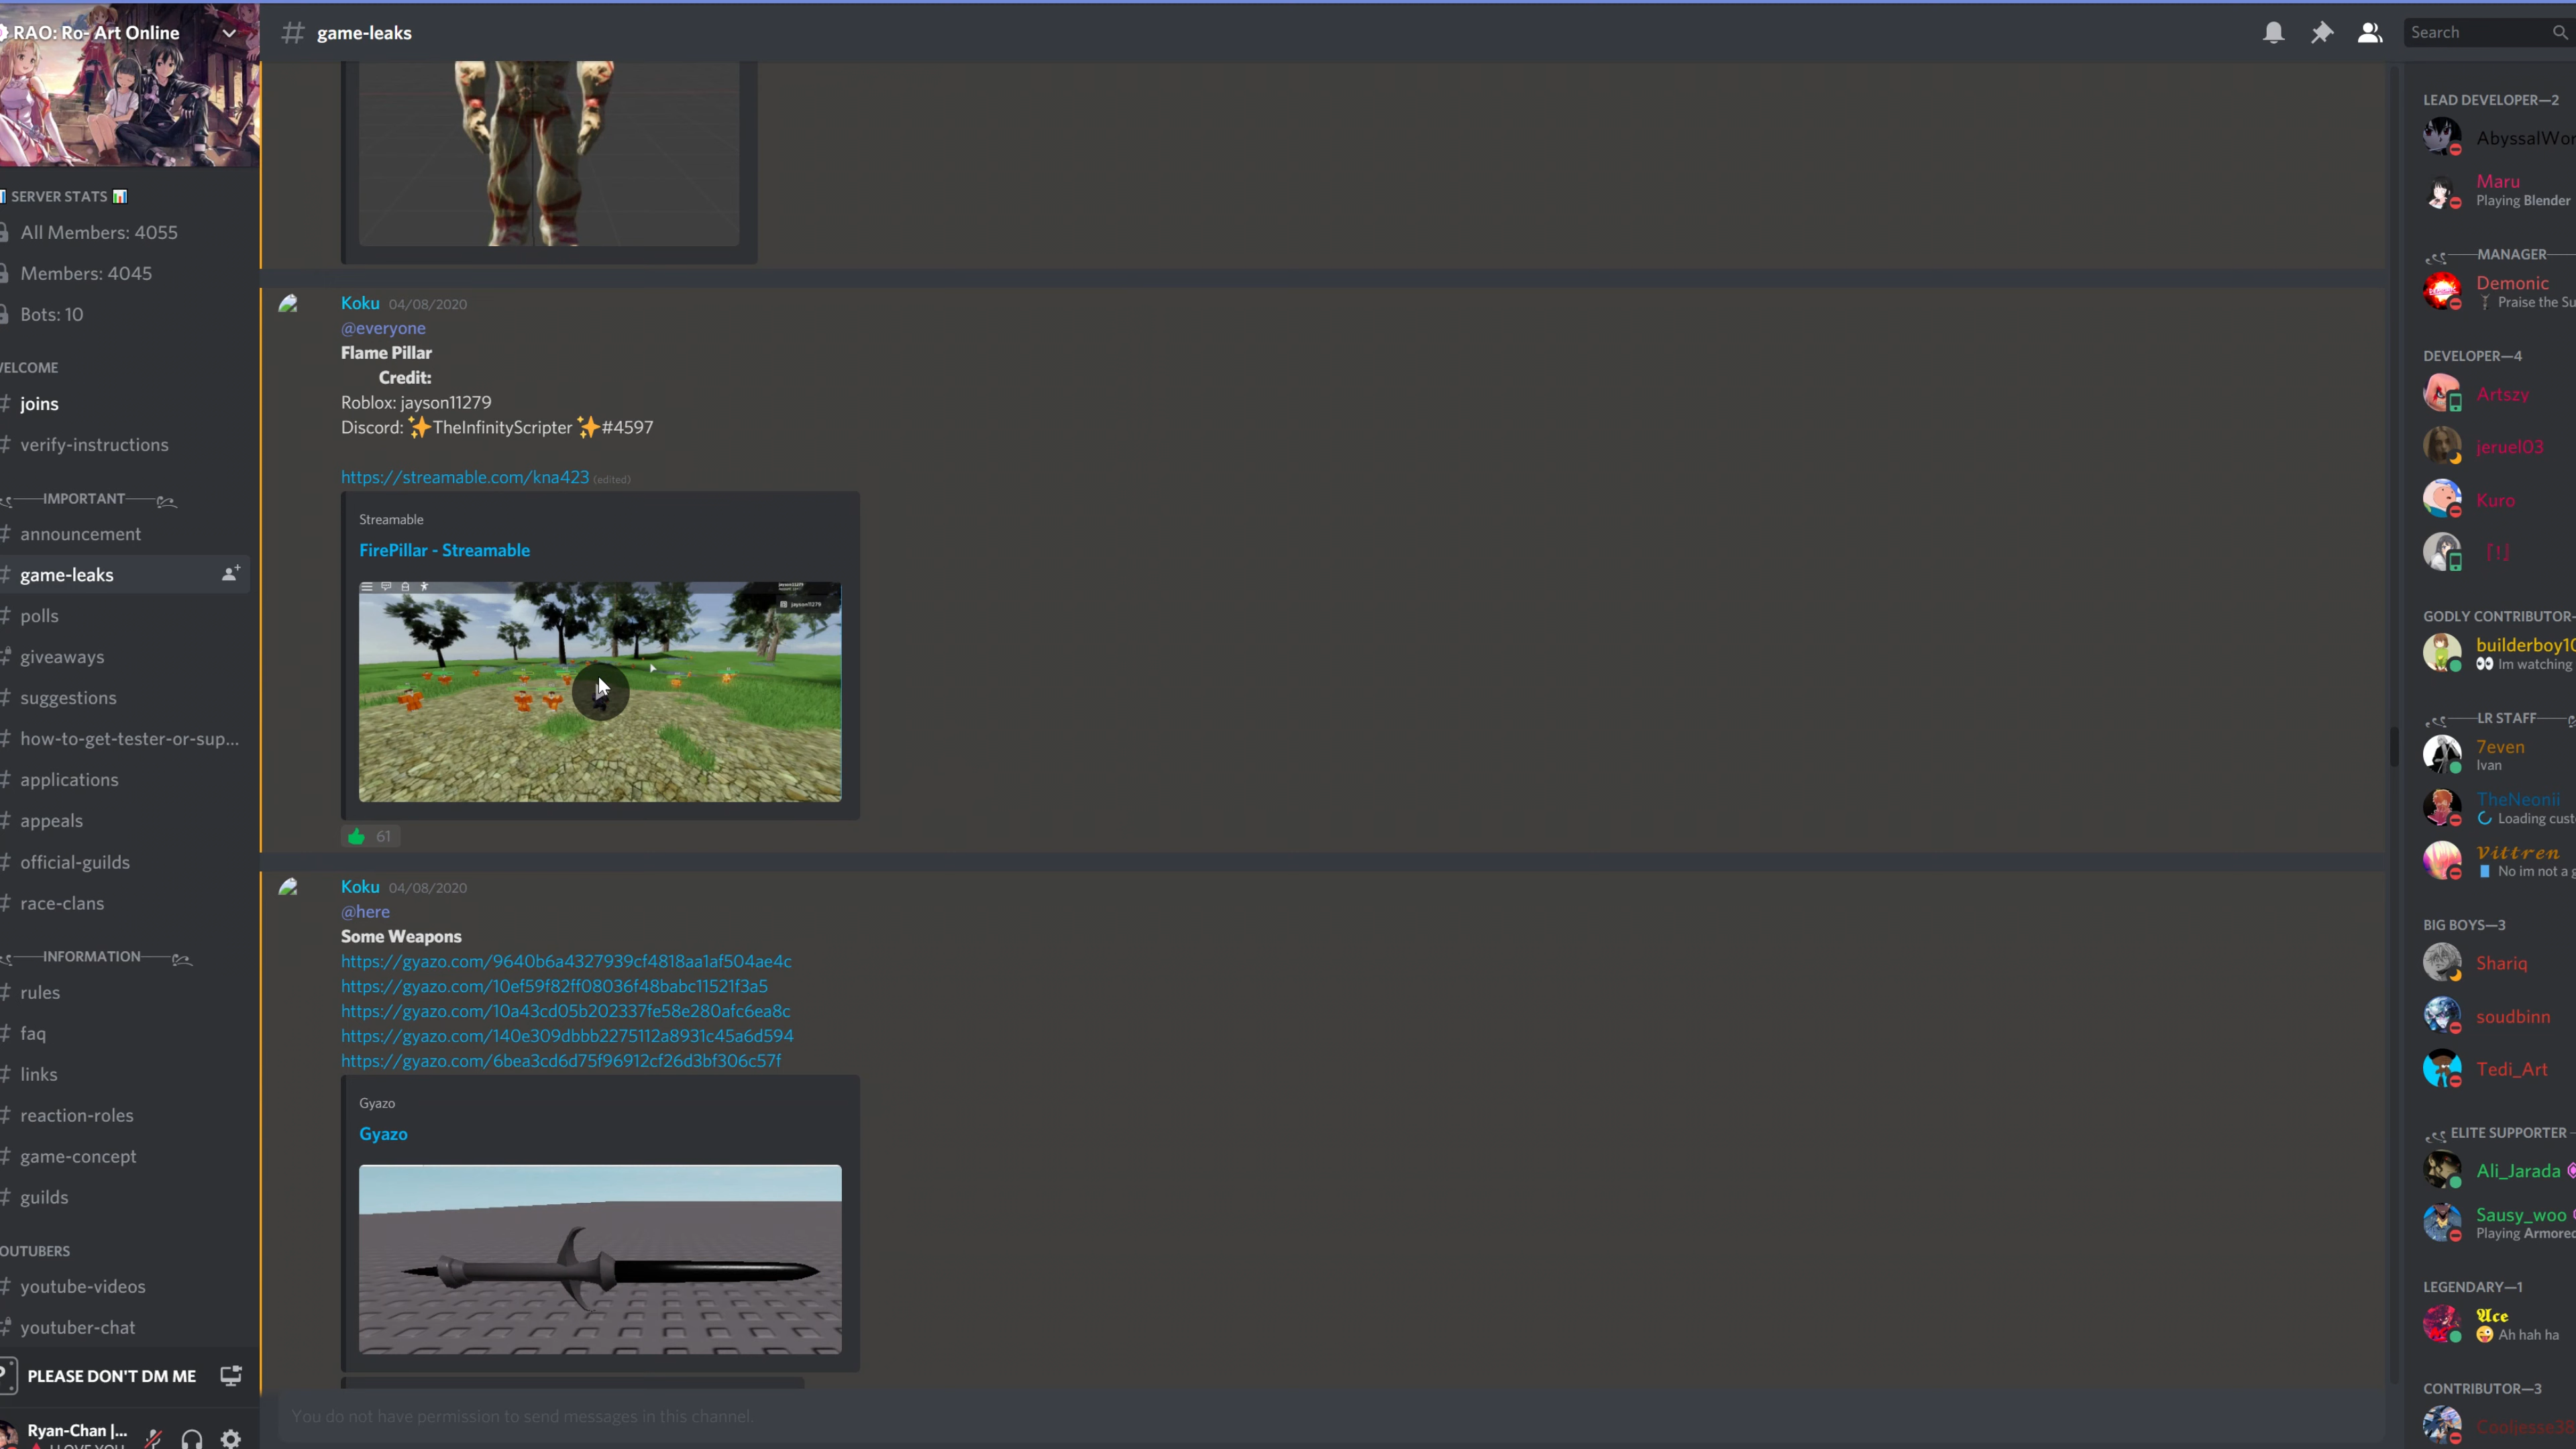 RAO: Ro- Art Online
SERVER STATS
All Members: 4055
Members: 4045
Bots: 10
ELCOME
# joins
# verify-instructions
IMPORTANT
# announcement
# game-leaks
# polls
giveaways
# suggestions
# how-to-get-tester-or-sup...
# applications
# appeals
# official-guilds
# race-clans
INFORMATION
# rules
# faq
# links
# reaction-roles
# game-concept
# guilds
OUTUBERS
# youtube-videos
youtuber-chat
PLEASE DON'T DM ME
Ryan-Chan |...
# game-leaks
Koku 04/08/2020
@everyone
Flame Pillar
Credit:
Roblox: jayson11279
Discord: ✨TheInfinityScripter ✨#4597
https://streamable.com/kna423 (edited)
Streamable
FirePillar - Streamable
jayson11279
61
Koku 04/08/2020
@here
Some Weapons
https://gyazo.com/9640b6a4327939cf4818aa1af504ae4c
https://gyazo.com/10ef59f82ff08036f48babc11521f3a5
https://gyazo.com/10a43cd05b202337fe58e280afc6ea8c
https://gyazo.com/140e309dbbb2275112a8931c45a6d594
https://gyazo.com/6bea3cd6d75f96912cf26d3bf306c57f
Gyazo
Gyazo
You do not have permission to send messages in this channel.
Search
LEAD DEVELOPER—2
AbyssalWor
Maru
Playing Blender
MANAGER
Demonic
Praise the Su
DEVELOPER—4
Artszy
jeruel03
Kuro
「!」
GODLY CONTRIBUTOR—
builderboy10
👀 Im watching
LR STAFF
7even
Ivan
TheNeonii
Loading cust
Vittren
No im not a g
BIG BOYS—3
Shariq
soudbinn
Tedi_Art
ELITE SUPPORTER
Ali_Jarada
Sausy_woo
Playing Armored
LEGENDARY—1
Ace
😜 Ah hah ha
CONTRIBUTOR—3